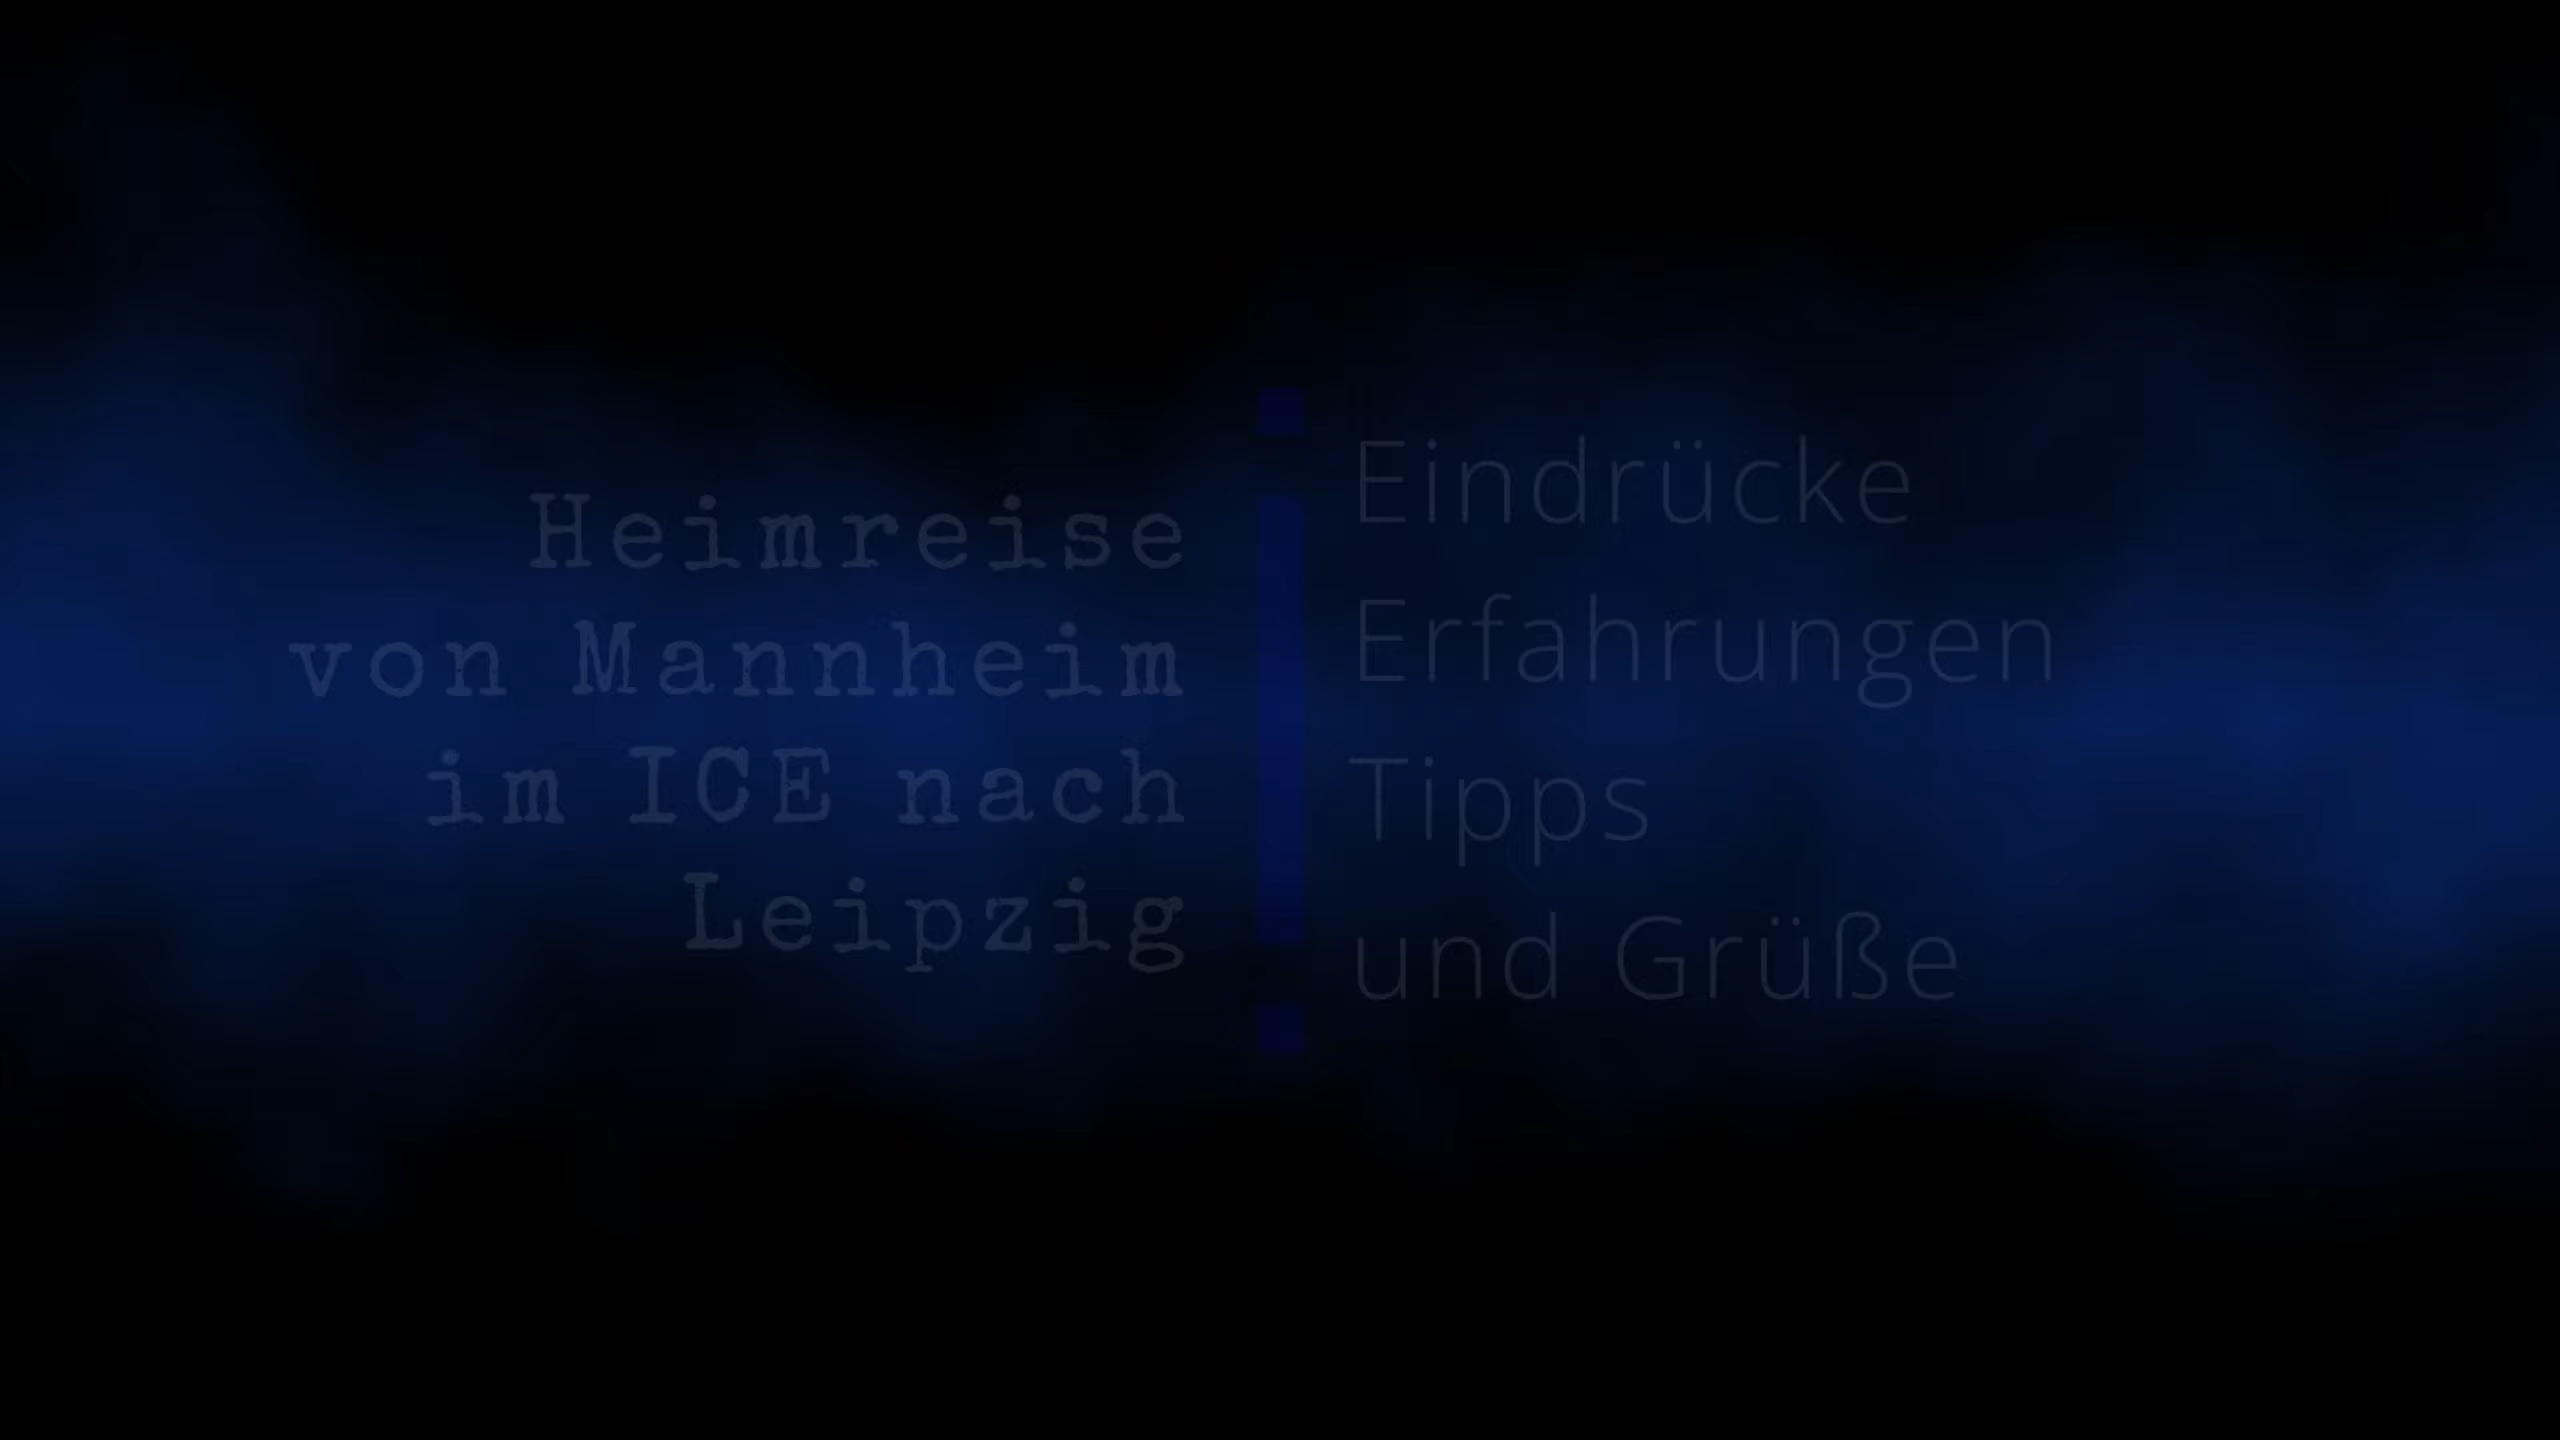 Heimreise
von Mannheim
im ICE nach
Leipzig
Eindrücke
Erfahrungen
Tipps
und Grüße